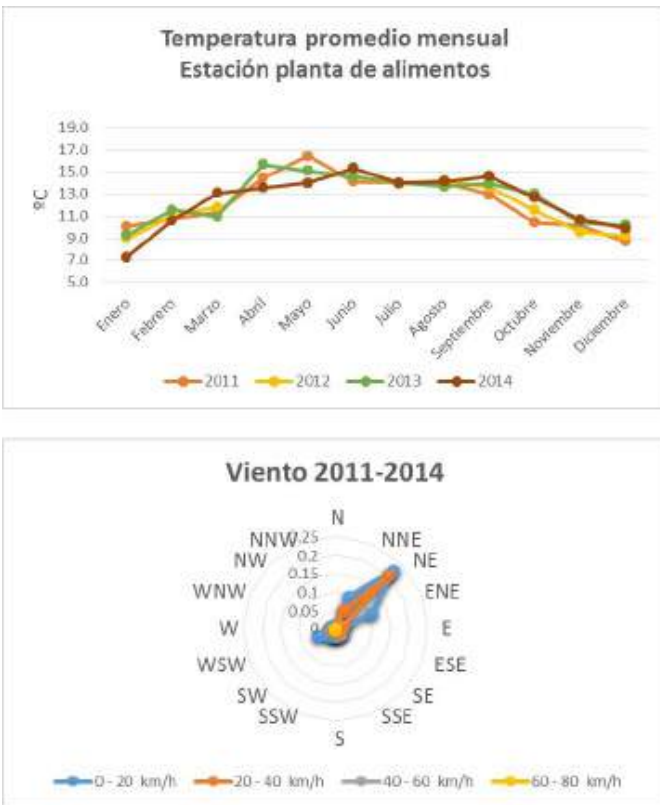 Temperatura promedio mensual
Estación planta de alimentos
ºC
19.0
17.0
15.0
13.0
11.0
9.0
7.0
5.0
Enero
Febrero
Marzo
Abril
Mayo
Junio
Julio
Agosto
Septiembre
Octubre
Noviembre
Diciembre
2011 2012 2013 2014
Viento 2011-2014
N
NNE
NE
ENE
E
ESE
SE
SSE
S
SSW
SW
WSW
W
WNW
NW
NNW
0.25
0.2
0.15
0.1
0.05
0
0 - 20 km/h 20 - 40 km/h 40 - 60 km/h 60 - 80 km/h